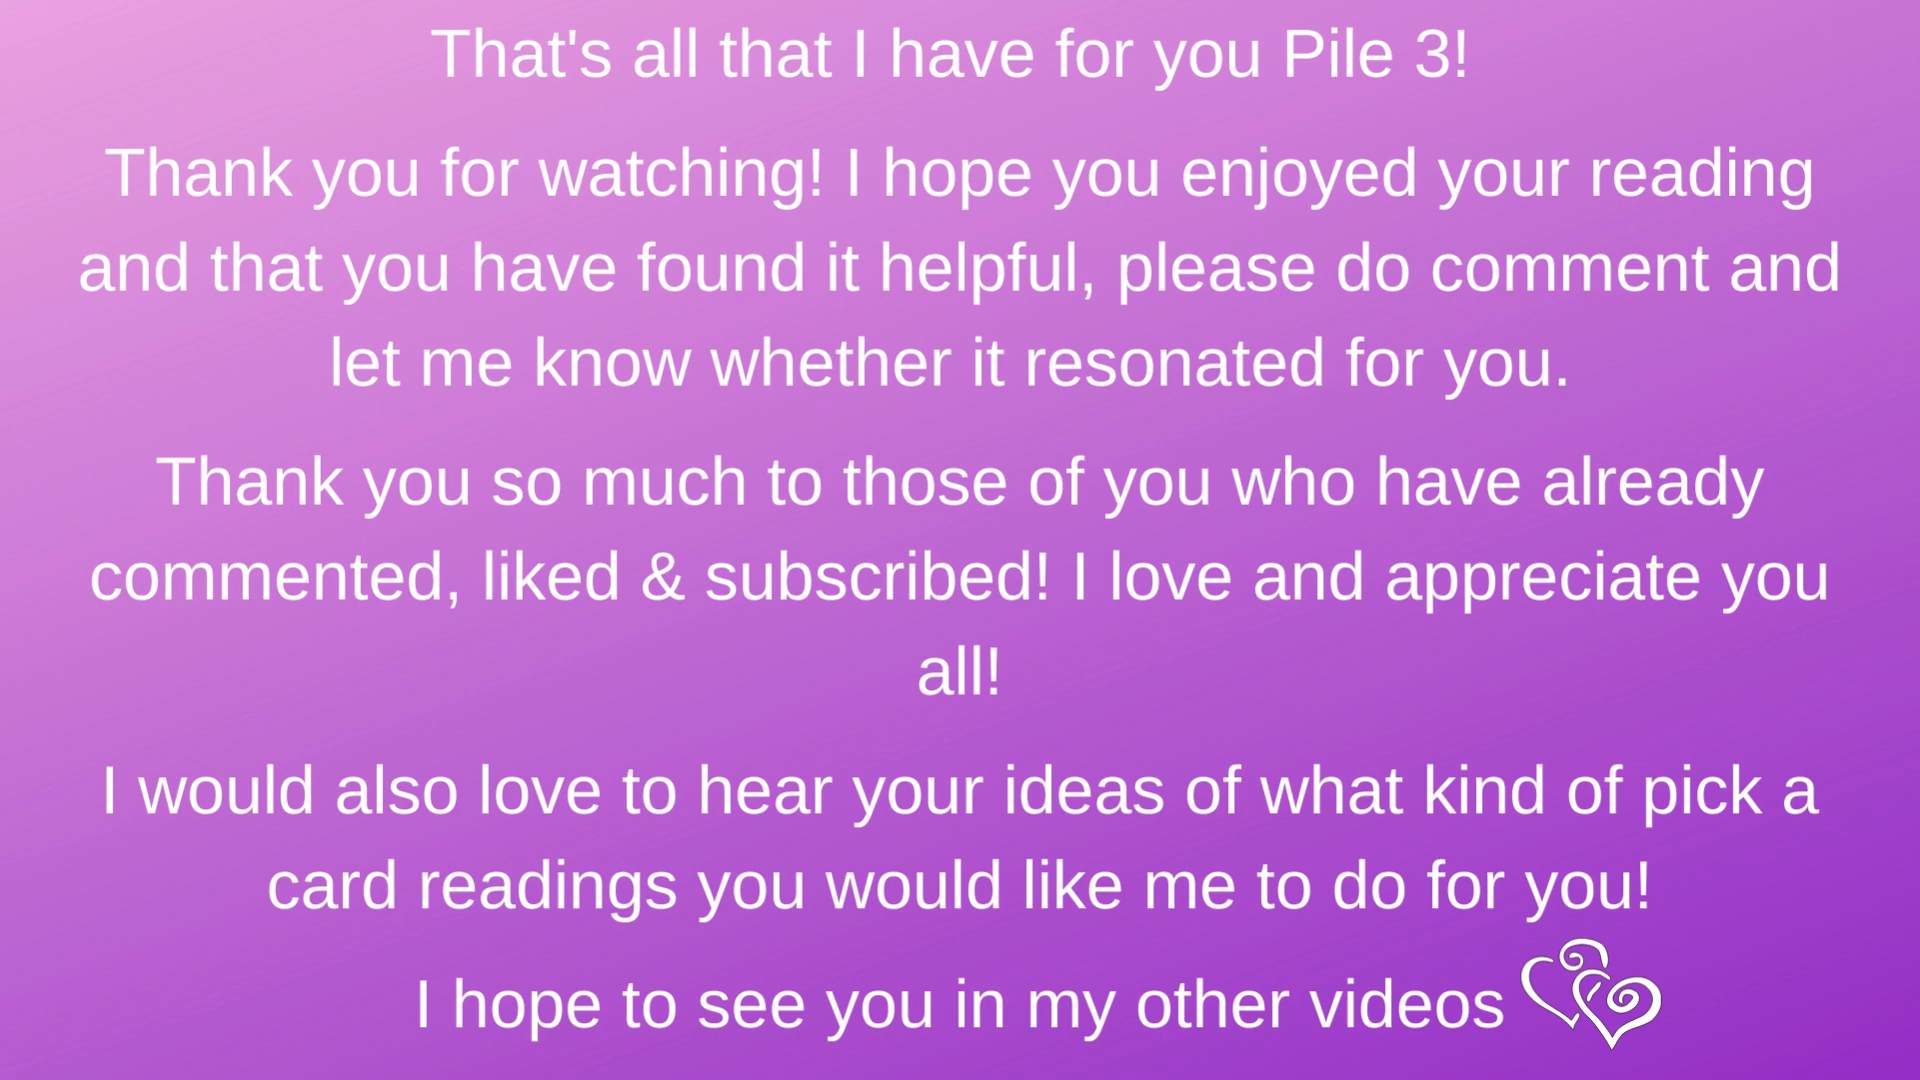 That's all that I have for you Pile 3!
Thank you for watching! I hope you enjoyed your reading
and that you have found it helpful, please do comment and
let me know whether it resonated for you.
Thank you so much to those of you who have already
commented, liked & subscribed! I love and appreciate you
all!
I would also love to hear your ideas of what kind of pick a
card readings you would like me to do for you!
I hope to see you in my other videos